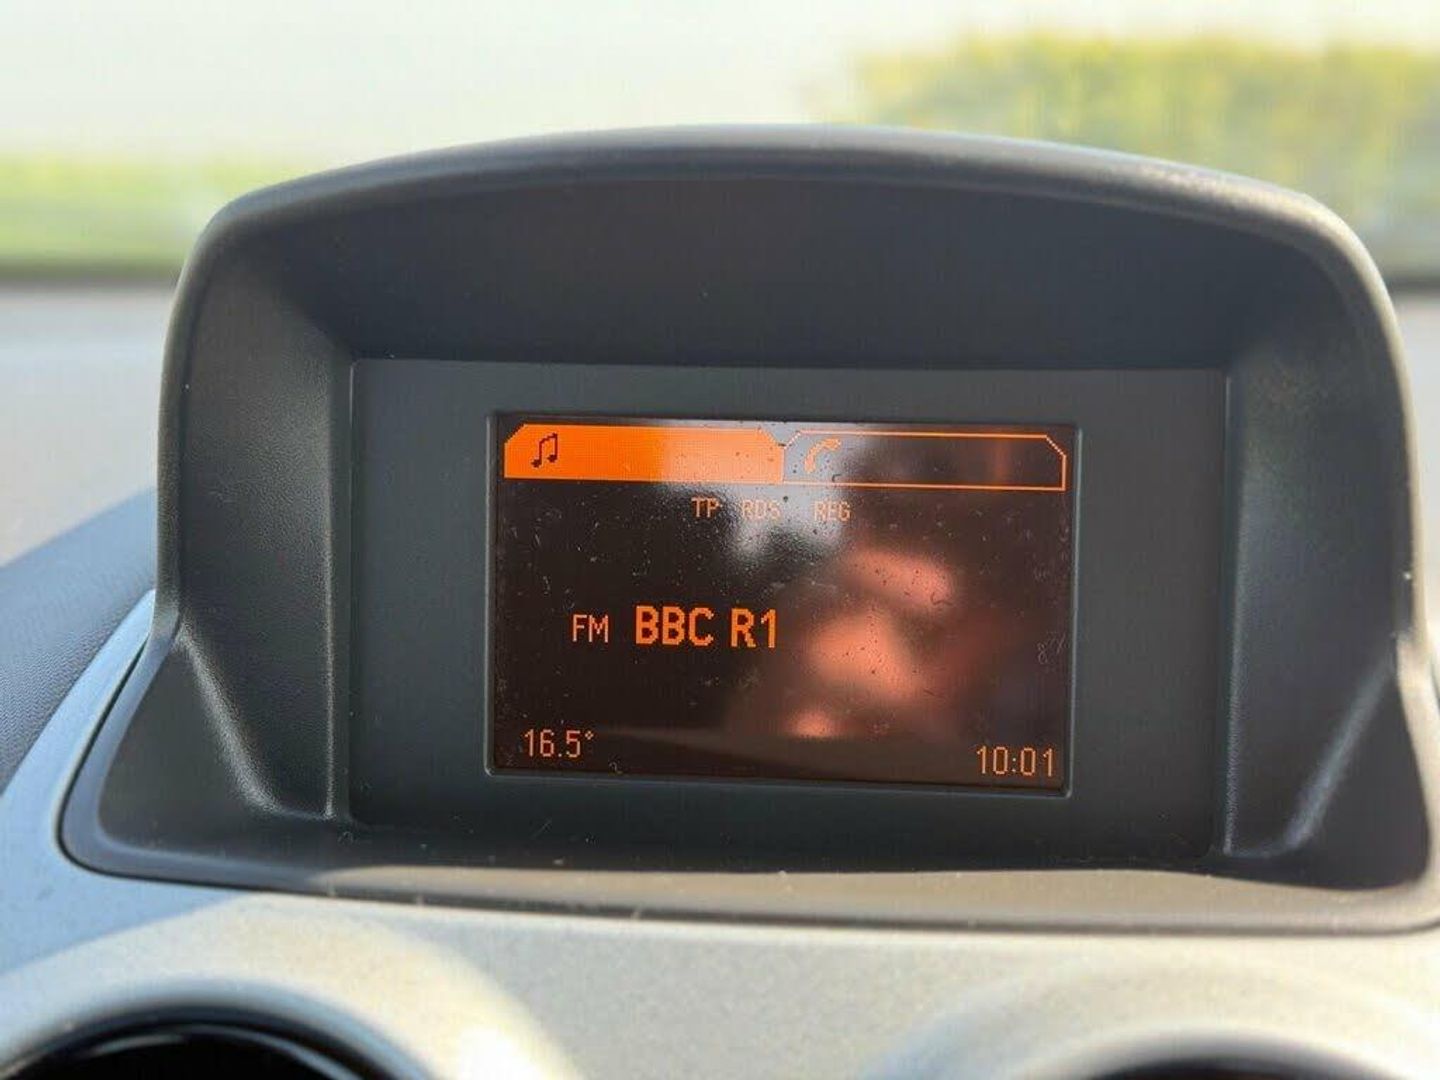 TP RDS REG
FM BBC R1
16.5° 10:01